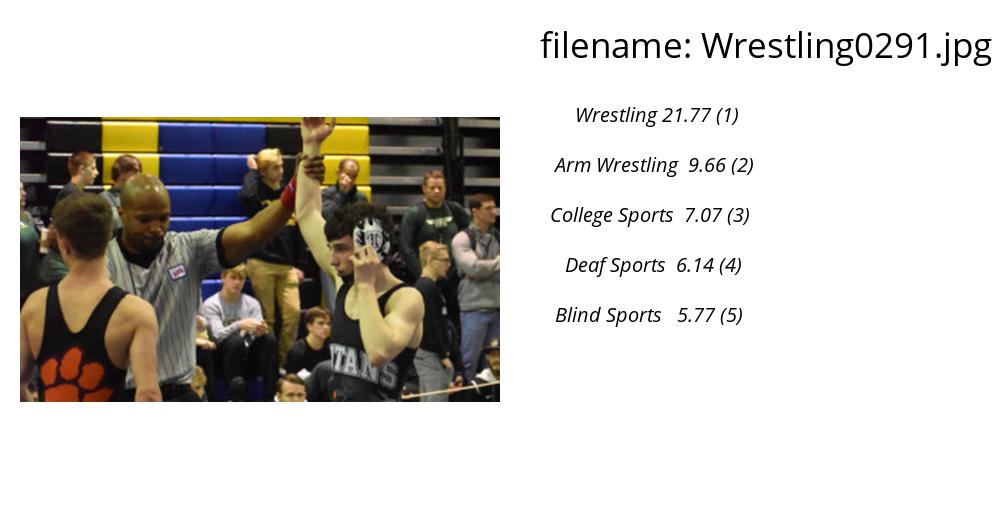 filename: Wrestling0291.jpg
Wrestling 21.77 (1)
Arm Wrestling 9.66 (2)
College Sports 7.07 (3)
Deaf Sports 6.14 (4)
Blind Sports 5.77 (5)
TANS